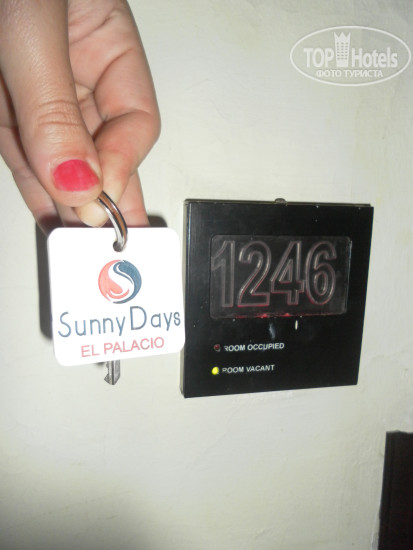 TOP Hotels
ФОТО ТУРИСТА
1246
Sunny Days
EL PALACIO
ROOM OCCUPIED
ROOM VACANT